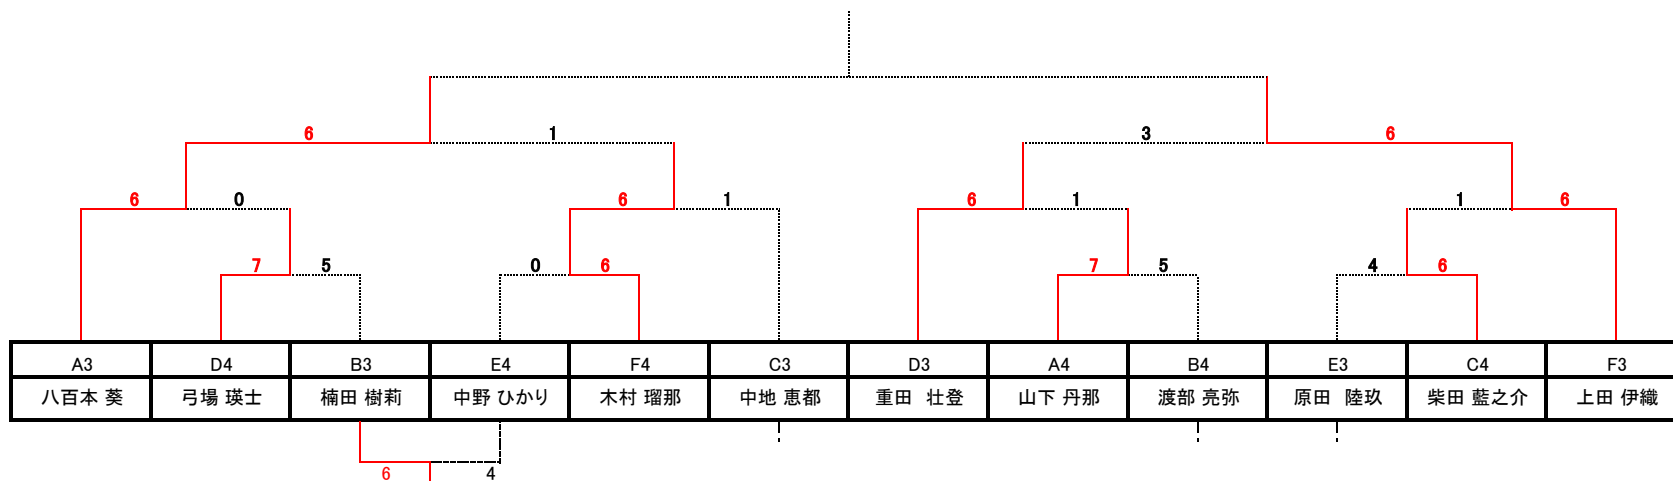 6 1 3 6
6 0 6 1 6 1 1 6
7 5 0 6 7 5 4 6
A3 D4 B3 E4 F4 C3 D3 A4 B4 E3 C4 F3
八百本 葵 弓場 瑛士 楠田 樹莉 中野 ひかり 木村 瑠那 中地 恵都 重田 壮登 山下 丹那 渡部 亮弥 原田 陸玖 柴田 藍之介 上田 伊織
6 4